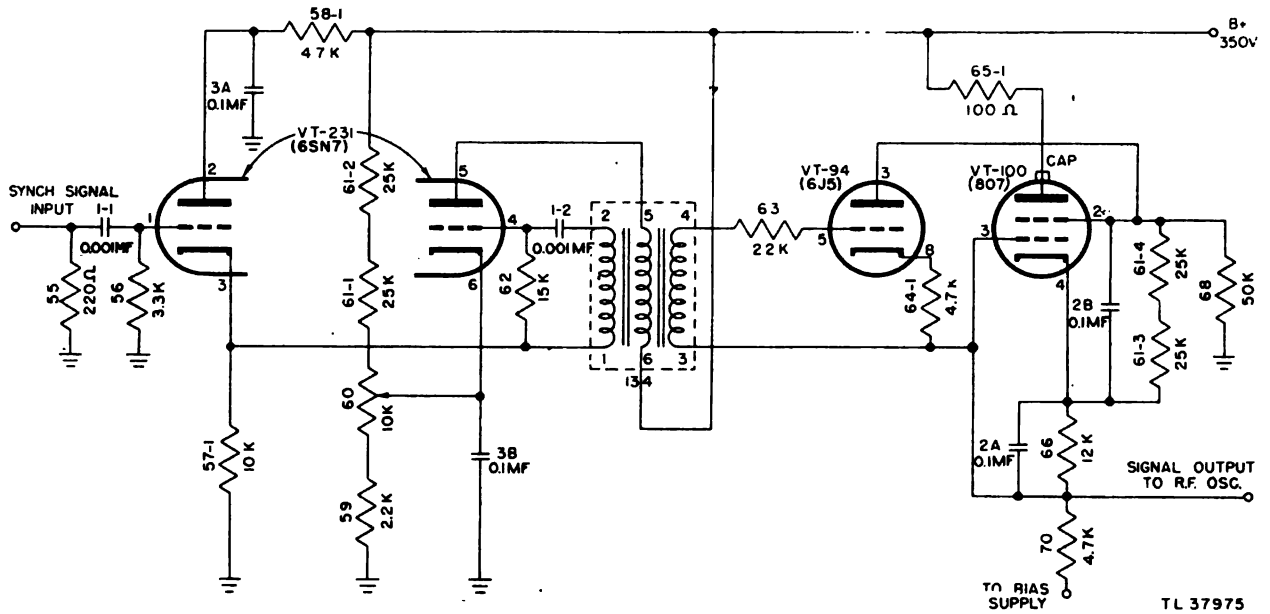 58-1
47K
B+
350V
3A
0.1MF
65-1
100 Ω
VT-231
(6SN7)
VT-94
(6J5)
VT-100
(807)
CAP
SYNCH SIGNAL
INPUT
1-1
0.001MF
1
2
3
55
220Ω
56
3.3K
61-2
25K
61-1
25K
5
4
6
1-2
0.001MF
62
15K
2
5
4
1
6
3
134
63
22K
3
5
8
64-1
4.7K
3
2
4
2B
0.1MF
61-4
25K
61-3
25K
68
50K
57-1
10K
60
10K
59
2.2K
3B
0.1MF
2A
0.1MF
66
12K
SIGNAL OUTPUT
TO R.F. OSC.
70
4.7K
TO BIAS
SUPPLY
TL 37975